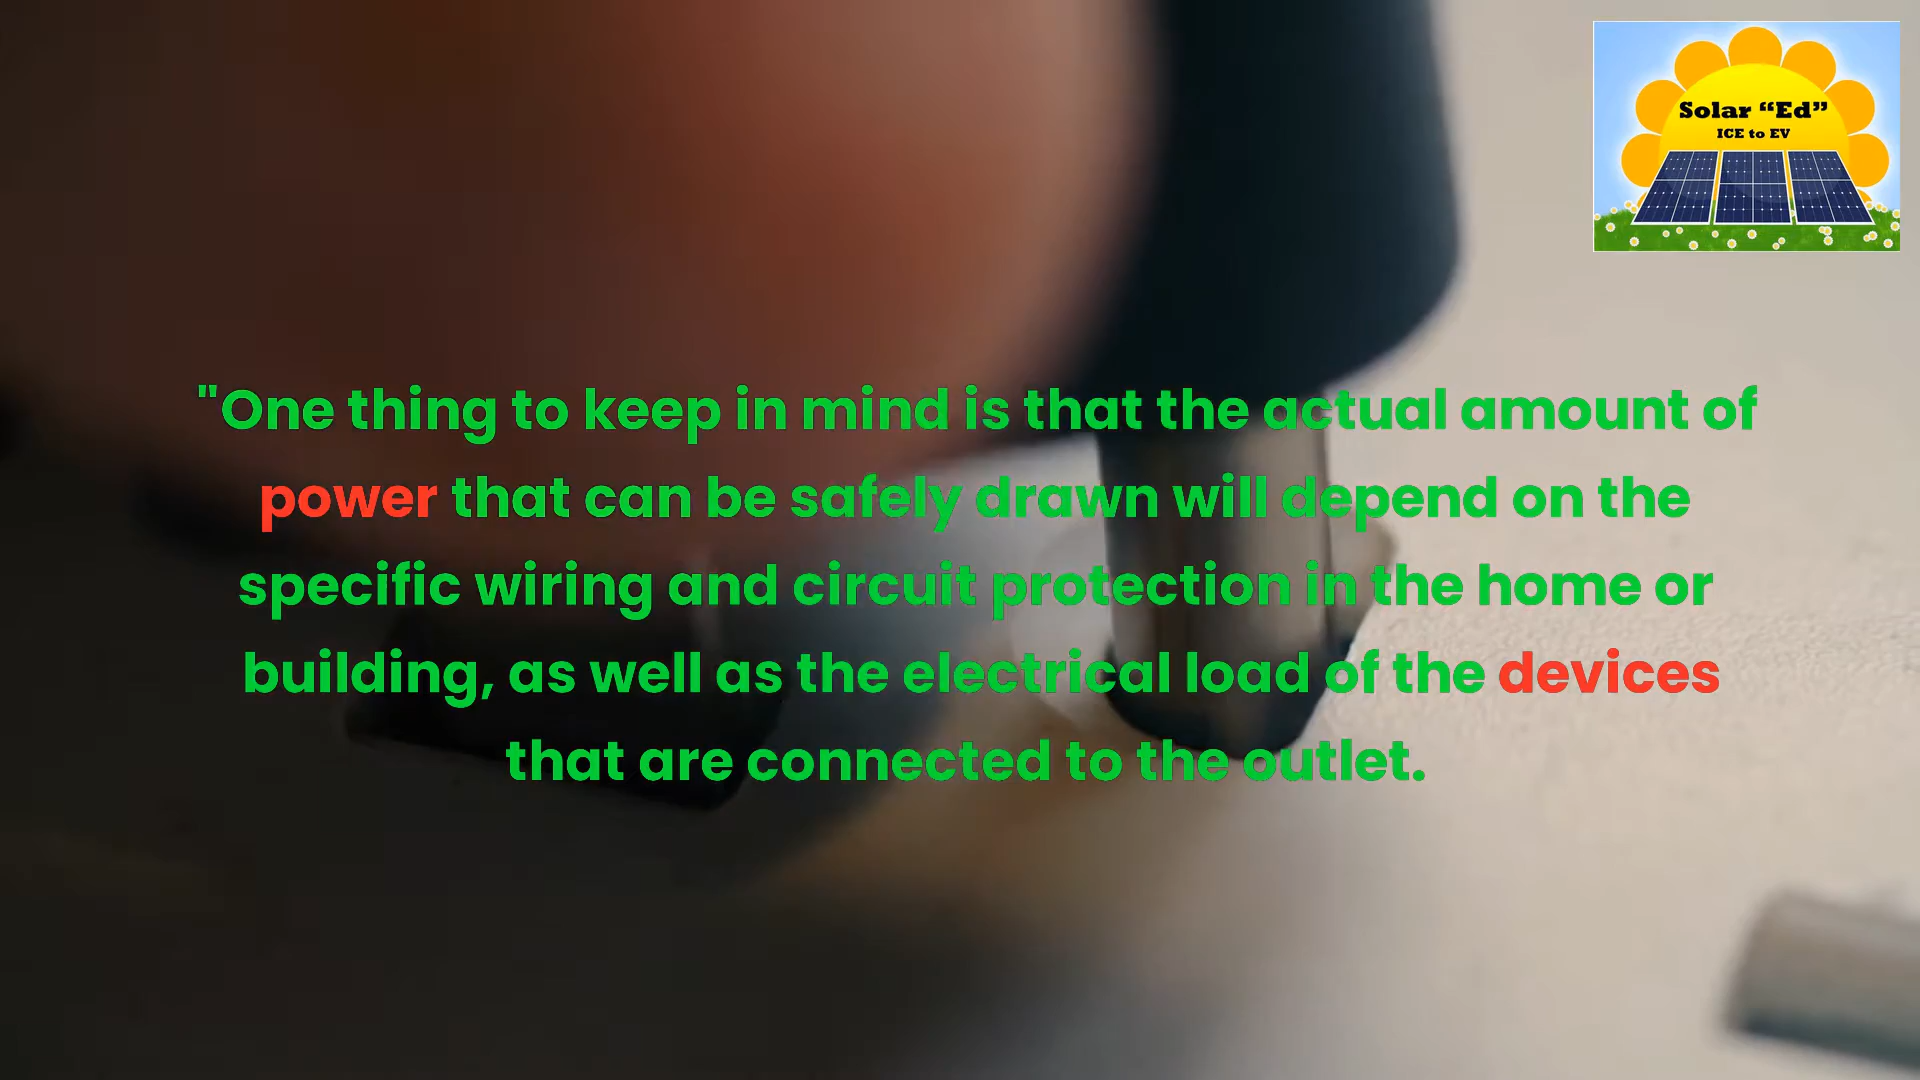 Solar “Ed”
ICE to EV
"One thing to keep in mind is that the actual amount of
power that can be safely drawn will depend on the
specific wiring and circuit protection in the home or
building, as well as the electrical load of the devices
that are connected to the outlet.